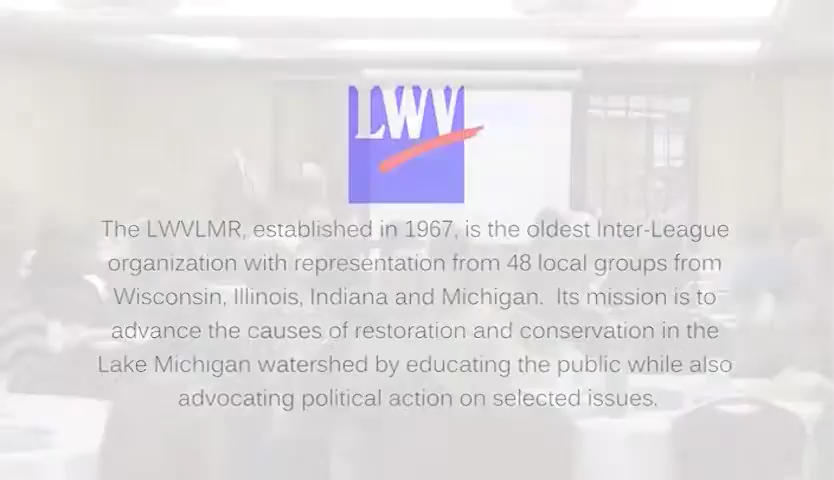 LWV
The LWVLMR, established in 1967, is the oldest Inter-League
organization with representation from 48 local groups from
Wisconsin, Illinois, Indiana and Michigan.  Its mission is to
advance the causes of restoration and conservation in the
Lake Michigan watershed by educating the public while also
advocating political action on selected issues.